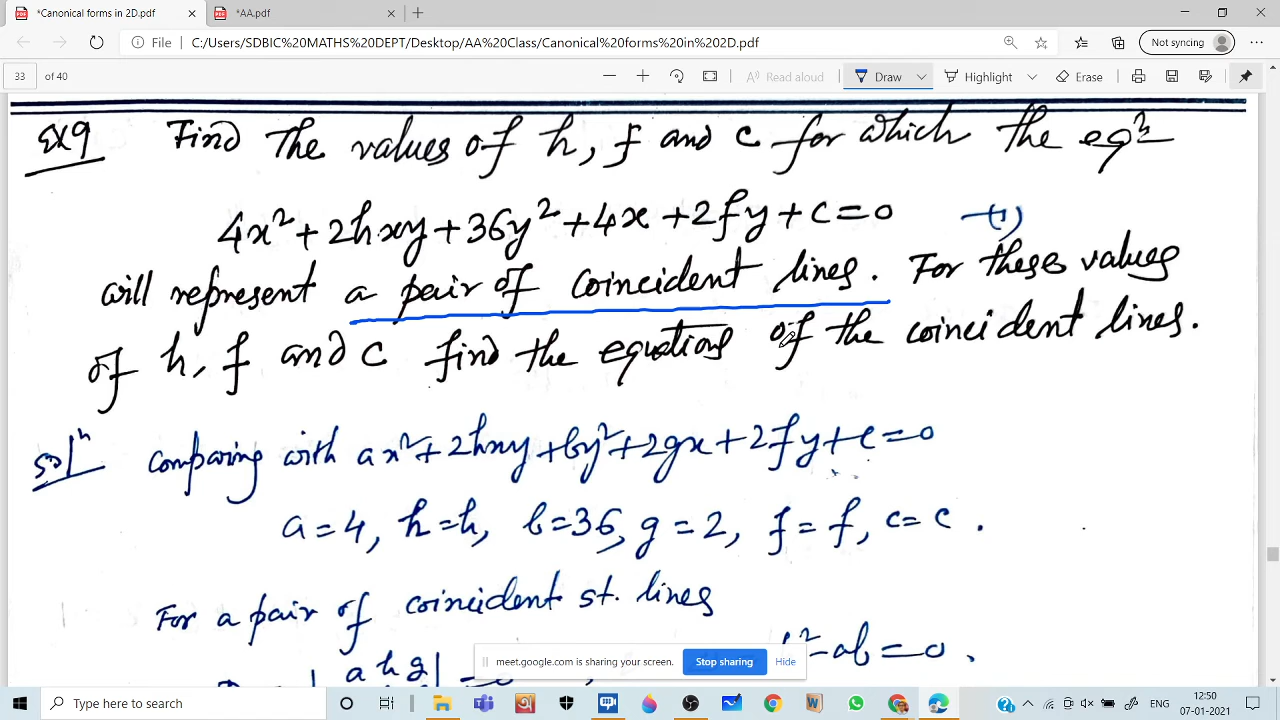 *Canonical forms in 2D.pdf
*AA.pdf
File C:/Users/SDBIC%20MATHS%20DEPT/Desktop/AA%20Class/Canonical%20forms%20in%202D.pdf
Not syncing
33 of 40
Read aloud
Draw
Highlight
Erase
Ex9 Find the values of h, f and c for which the eqⁿ
4x²+2hxy+36y²+4x+2fy+c=0 —(1)
will represent a pair of coincident lines. For these values
of h, f and c find the equations of the coincident lines.
Solⁿ Comparing with ax²+2hxy+by²+2gx+2fy+c=0
a=4, h=h, b=36, g=2, f=f, c=c.
For a pair of coincident st. lines
a h g
h²-ab=0.
meet.google.com is sharing your screen. Stop sharing Hide
Type here to search
ENG
12:50
07-01-2021